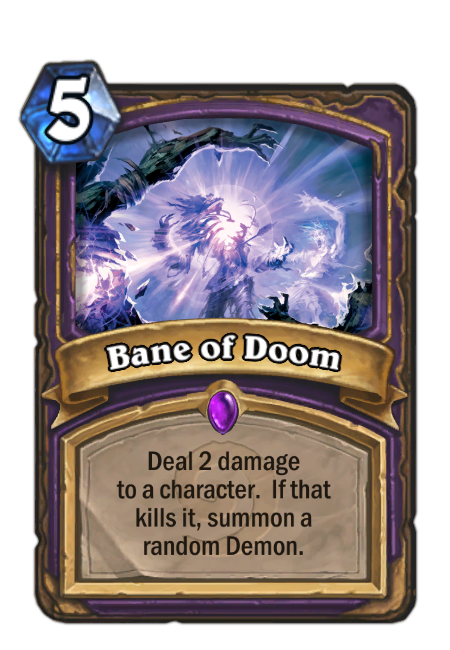 5
Bane of Doom
Deal 2 damage
to a character. If that
kills it, summon a
random Demon.